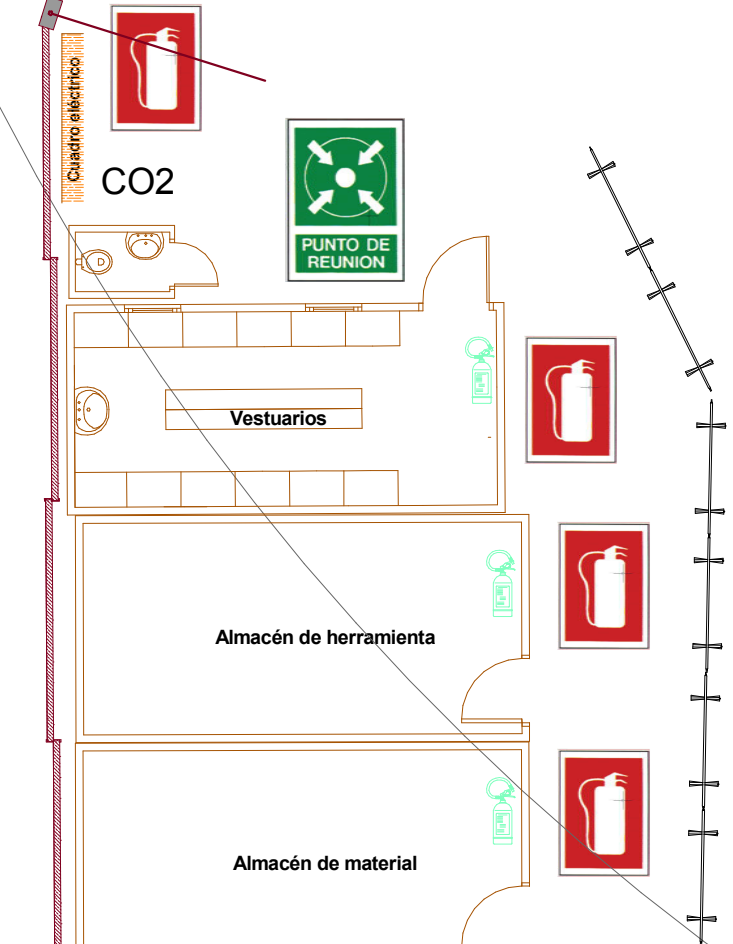 Cuadro eléctrico
CO2
PUNTO DE
REUNION
Vestuarios
Almacén de herramienta
Almacén de material